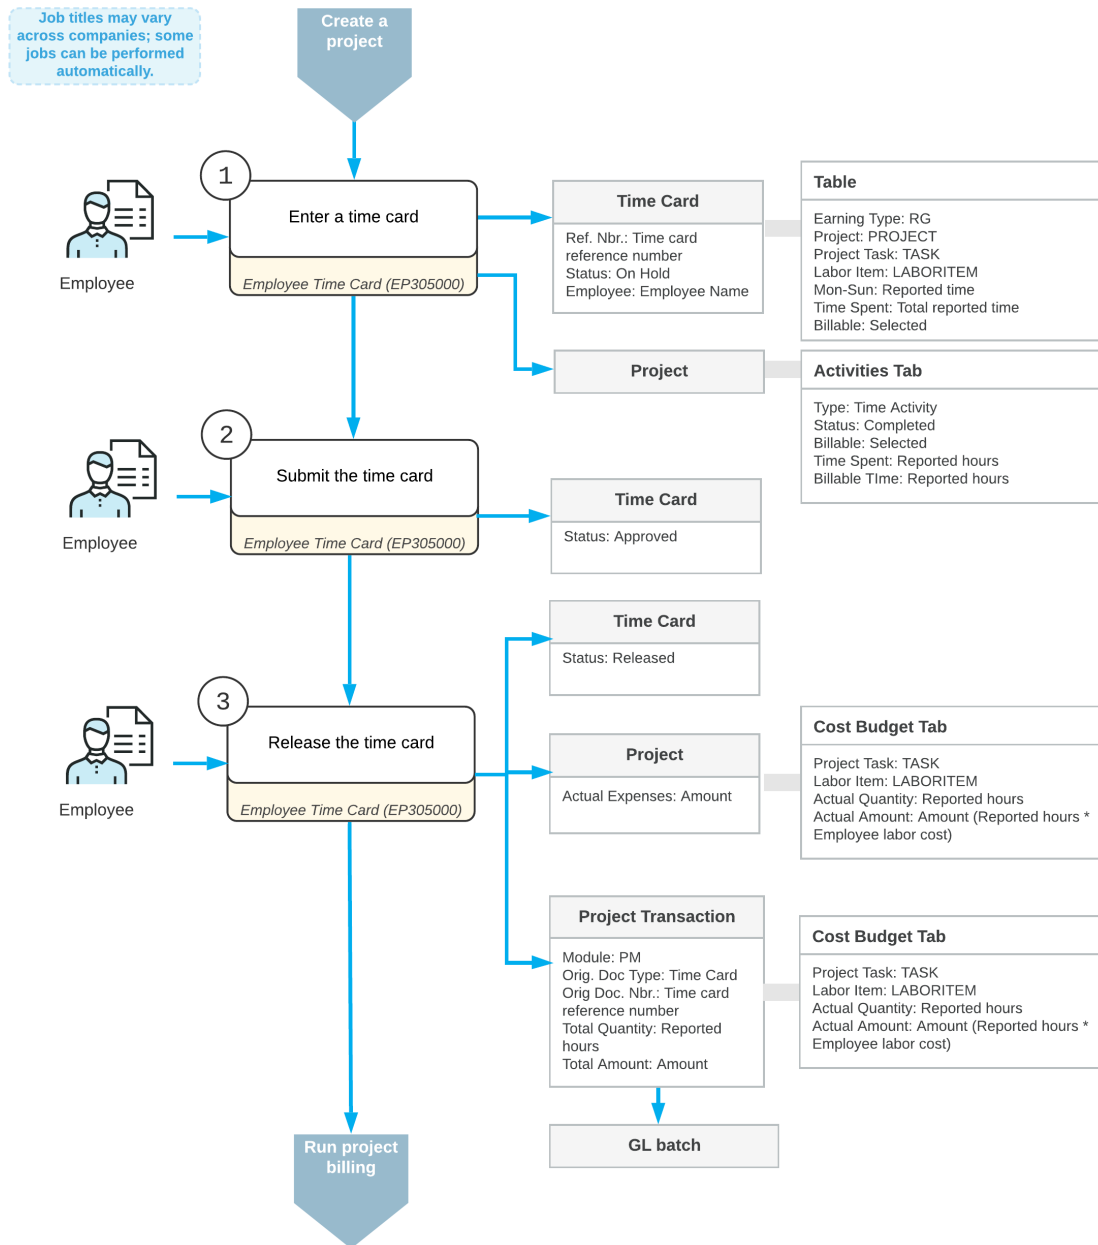 Job titles may vary
across companies; some
jobs can be performed
automatically.
Create a
project
1
Enter a time card
Employee Time Card (EP305000)
Employee
Time Card
Ref. Nbr.: Time card
reference number
Status: On Hold
Employee: Employee Name
Table
Earning Type: RG
Project: PROJECT
Project Task: TASK
Labor Item: LABORITEM
Mon-Sun: Reported time
Time Spent: Total reported time
Billable: Selected
Project
Activities Tab
Type: Time Activity
Status: Completed
Billable: Selected
Time Spent: Reported hours
Billable TIme: Reported hours
2
Submit the time card
Employee Time Card (EP305000)
Employee
Time Card
Status: Approved
3
Release the time card
Employee Time Card (EP305000)
Employee
Time Card
Status: Released
Project
Actual Expenses: Amount
Cost Budget Tab
Project Task: TASK
Labor Item: LABORITEM
Actual Quantity: Reported hours
Actual Amount: Amount (Reported hours *
Employee labor cost)
Project Transaction
Module: PM
Orig. Doc Type: Time Card
Orig Doc. Nbr.: Time card
reference number
Total Quantity: Reported
hours
Total Amount: Amount
Cost Budget Tab
Project Task: TASK
Labor Item: LABORITEM
Actual Quantity: Reported hours
Actual Amount: Amount (Reported hours *
Employee labor cost)
GL batch
Run project
billing